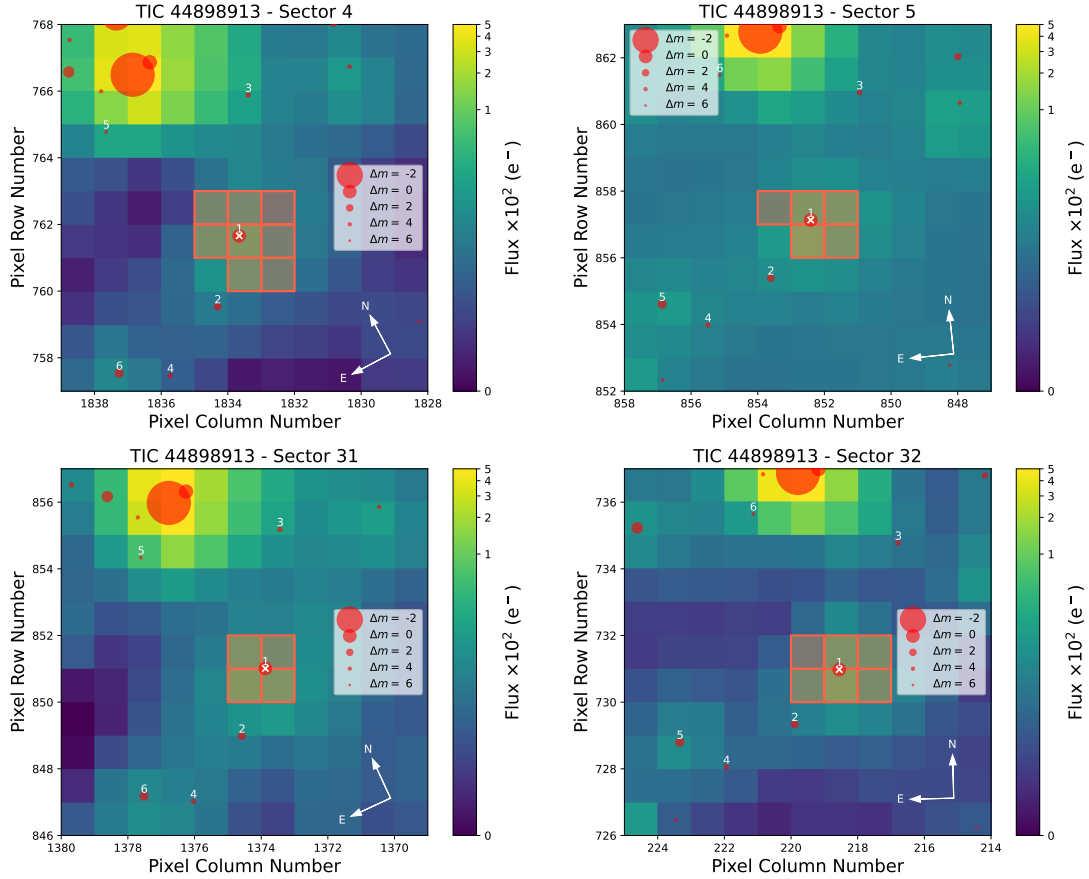 TIC 44898913 - Sector 4
Pixel Row Number
768
766
764
762
760
758
1838
1836
1834
1832
1830
1828
Pixel Column Number
1
2
3
4
5
6
Δm = -2
Δm = 0
Δm = 2
Δm = 4
Δm = 6
N
E
5
4
3
2
1
0
Flux ×10² (e⁻)
TIC 44898913 - Sector 5
Pixel Row Number
862
860
858
856
854
852
858
856
854
852
850
848
Pixel Column Number
Δm = -2
Δm = 0
Δm = 2
Δm = 4
Δm = 6
1
2
3
4
5
6
N
E
5
4
3
2
1
0
Flux ×10² (e⁻)
TIC 44898913 - Sector 31
Pixel Row Number
856
854
852
850
848
846
1380
1378
1376
1374
1372
1370
Pixel Column Number
1
2
3
4
5
6
Δm = -2
Δm = 0
Δm = 2
Δm = 4
Δm = 6
N
E
5
4
3
2
1
0
Flux ×10² (e⁻)
TIC 44898913 - Sector 32
Pixel Row Number
736
734
732
730
728
726
224
222
220
218
216
214
Pixel Column Number
1
2
3
4
5
6
Δm = -2
Δm = 0
Δm = 2
Δm = 4
Δm = 6
N
E
5
4
3
2
1
0
Flux ×10² (e⁻)